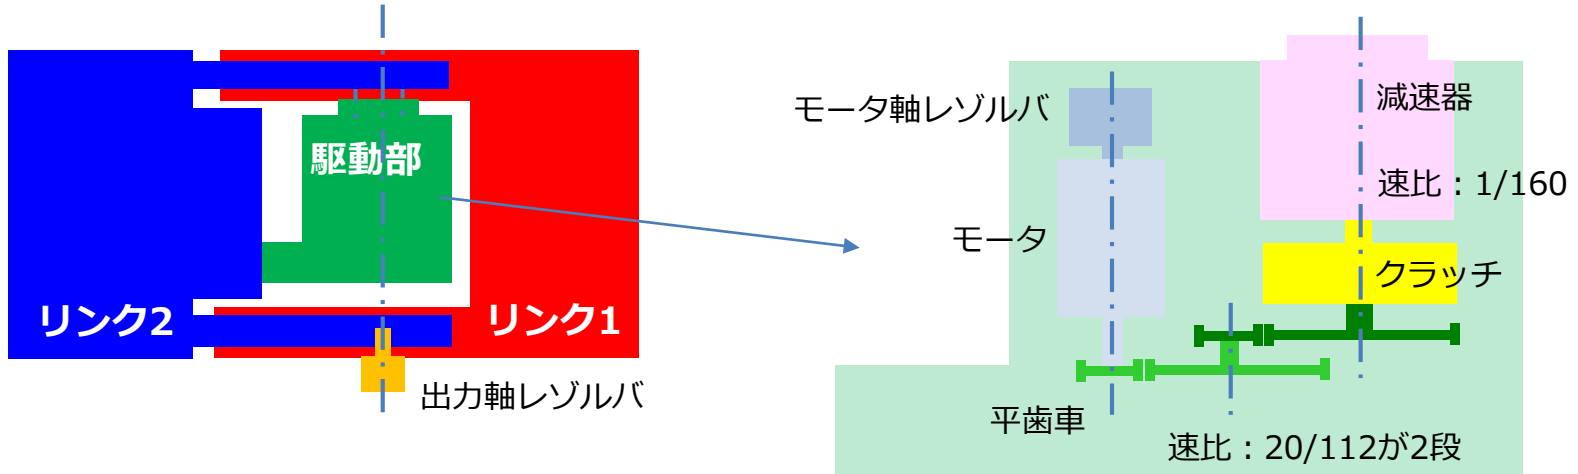 駆動部
リンク2
リンク1
出力軸レゾルバ
モータ軸レゾルバ
減速器
速比：1/160
モータ
クラッチ
平歯車
速比：20/112が2段